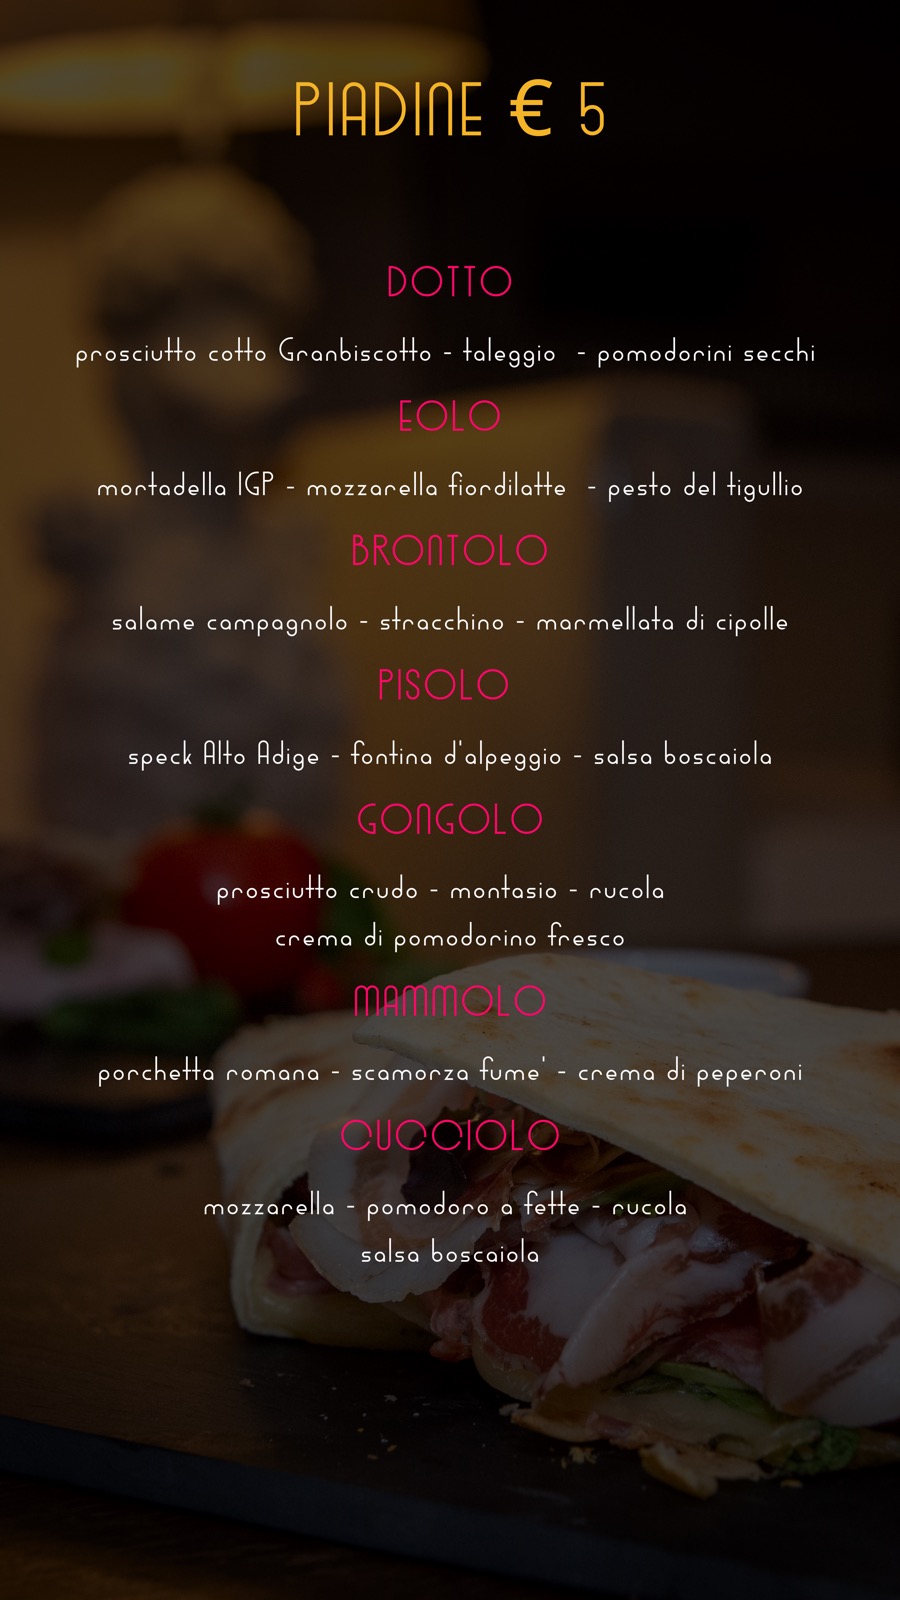 PIADINE € 5
DOTTO
prosciutto cotto Granbiscotto - taleggio - pomodorini secchi
EOLO
mortadella IGP - mozzarella fiordilatte - pesto del tigullio
BRONTOLO
salame campagnolo - stracchino - marmellata di cipolle
PISOLO
speck Alto Adige - fontina d'alpeggio - salsa boscaiola
GONGOLO
prosciutto crudo - montasio - rucola
crema di pomodorino fresco
MAMMOLO
porchetta romana - scamorza fume' - crema di peperoni
CUCCIOLO
mozzarella - pomodoro a fette - rucola
salsa boscaiola